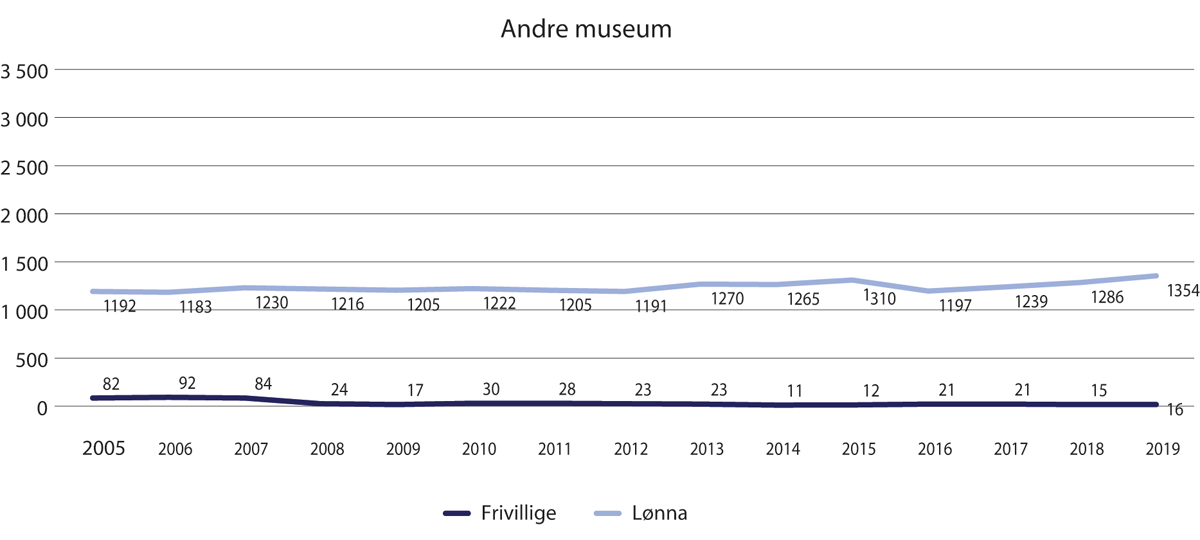 Andre museum
3 500
3 000
2 500
2 000
1 500
1192 1183 1230 1216 1205 1222 1205 1191 1270 1265 1310 1197 1239 1286 1354
1 000
500
82 92 84 24 17 30 28 23 23 11 12 21 21 15 16
0
2005 2006 2007 2008 2009 2010 2011 2012 2013 2014 2015 2016 2017 2018 2019
Frivillige Lønna